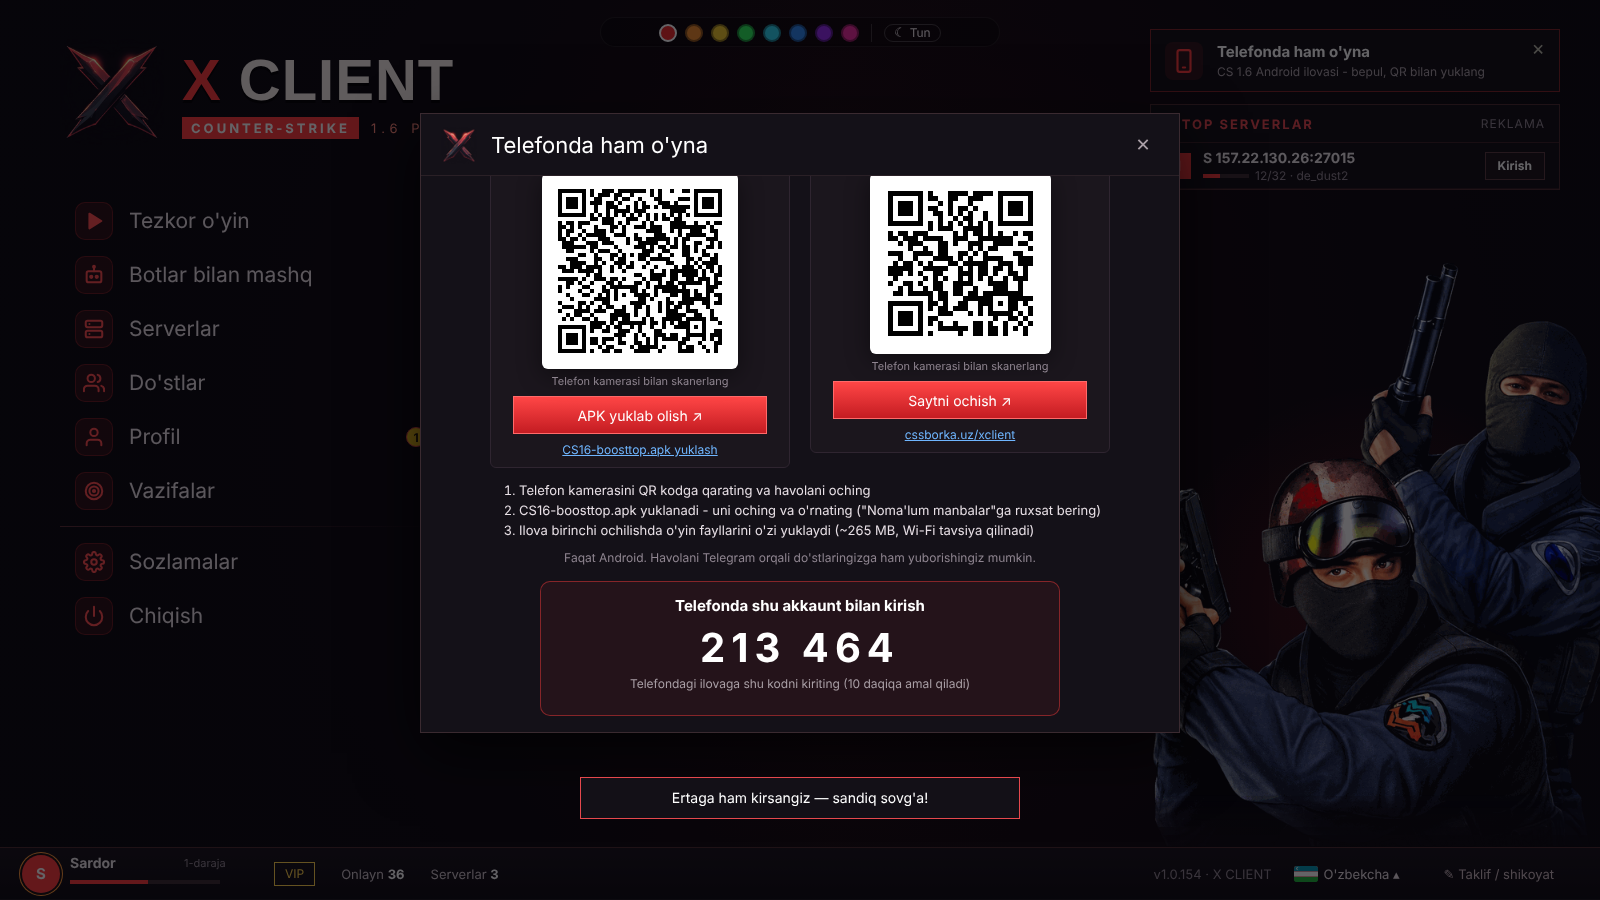 ☾ Tun
X CLIENT
COUNTER-STRIKE 1.6 P
Telefonda ham o'yna
CS 1.6 Android ilovasi - bepul, QR bilan yuklang
TOP SERVERLAR REKLAMA
S 157.22.130.26:27015
12/32 · de_dust2
Kirish
Tezkor o'yin
Botlar bilan mashq
Serverlar
Do'stlar
Profil
1
Vazifalar
Sozlamalar
Chiqish
Telefonda ham o'yna
Telefon kamerasi bilan skanerlang
APK yuklab olish ↗
CS16-boosttop.apk yuklash
Telefon kamerasi bilan skanerlang
Saytni ochish ↗
cssborka.uz/xclient
1. Telefon kamerasini QR kodga qarating va havolani oching
2. CS16-boosttop.apk yuklanadi - uni oching va o'rnating ("Noma'lum manbalar"ga ruxsat bering)
3. Ilova birinchi ochilishda o'yin fayllarini o'zi yuklaydi (~265 MB, Wi-Fi tavsiya qilinadi)
Faqat Android. Havolani Telegram orqali do'stlaringizga ham yuborishingiz mumkin.
Telefonda shu akkaunt bilan kirish
213 464
Telefondagi ilovaga shu kodni kiriting (10 daqiqa amal qiladi)
Ertaga ham kirsangiz — sandiq sovg'a!
S
Sardor 1-daraja
VIP
Onlayn 36
Serverlar 3
v1.0.154 · X CLIENT
O'zbekcha ▴
✎ Taklif / shikoyat